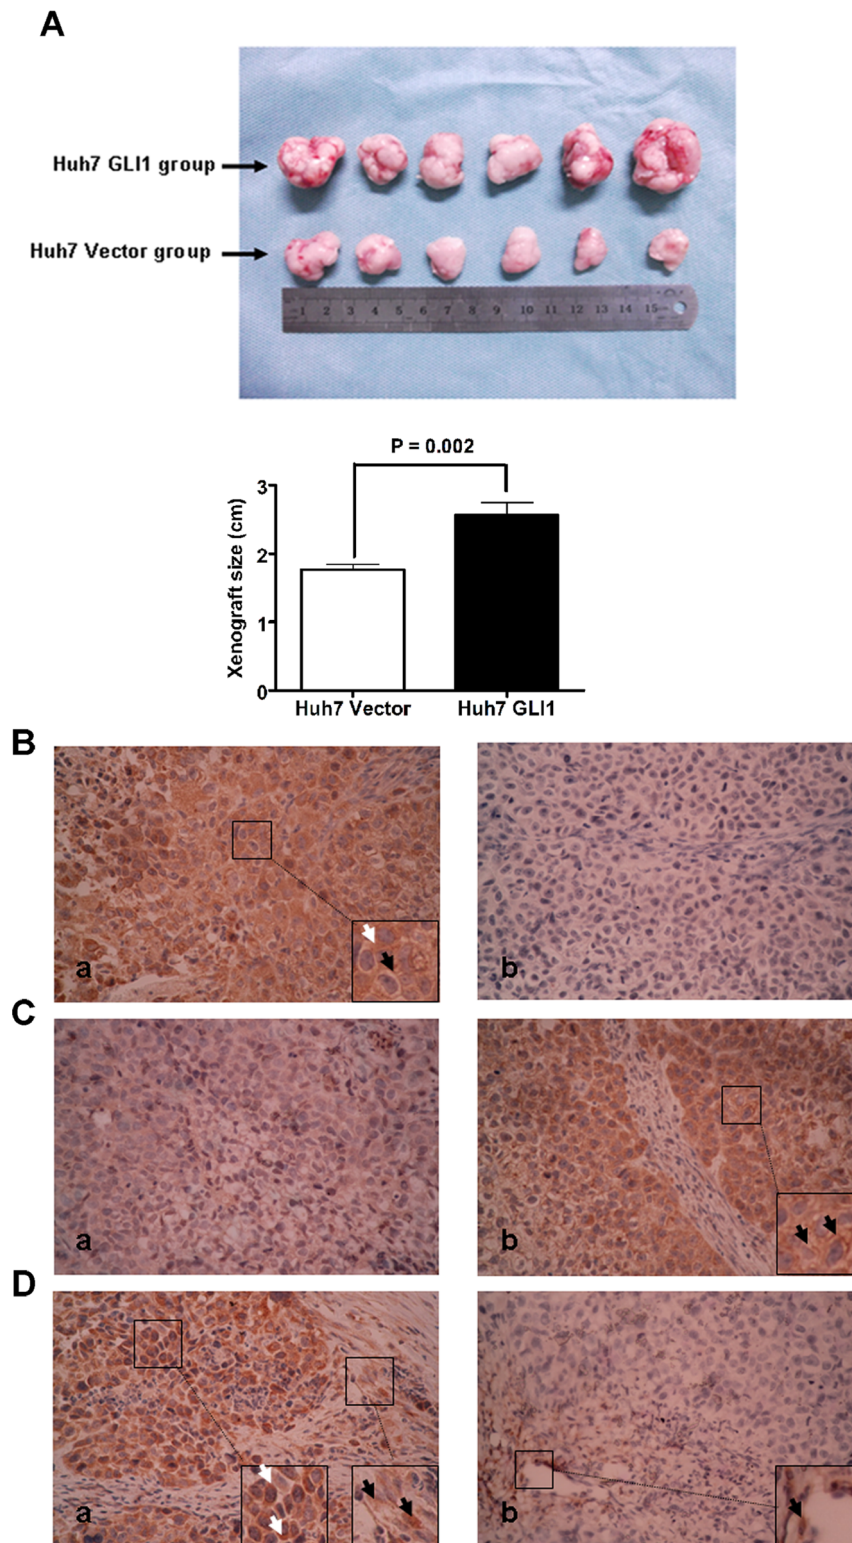 A
Huh7 GLI1 group
Huh7 Vector group
1 2 3 4 5 6 7 8 9 10 11 12 13 14 15
P = 0.002
3
2
1
0
Xenograft size (cm)
Huh7 Vector
Huh7 GLI1
B
a
b
C
a
b
D
a
b